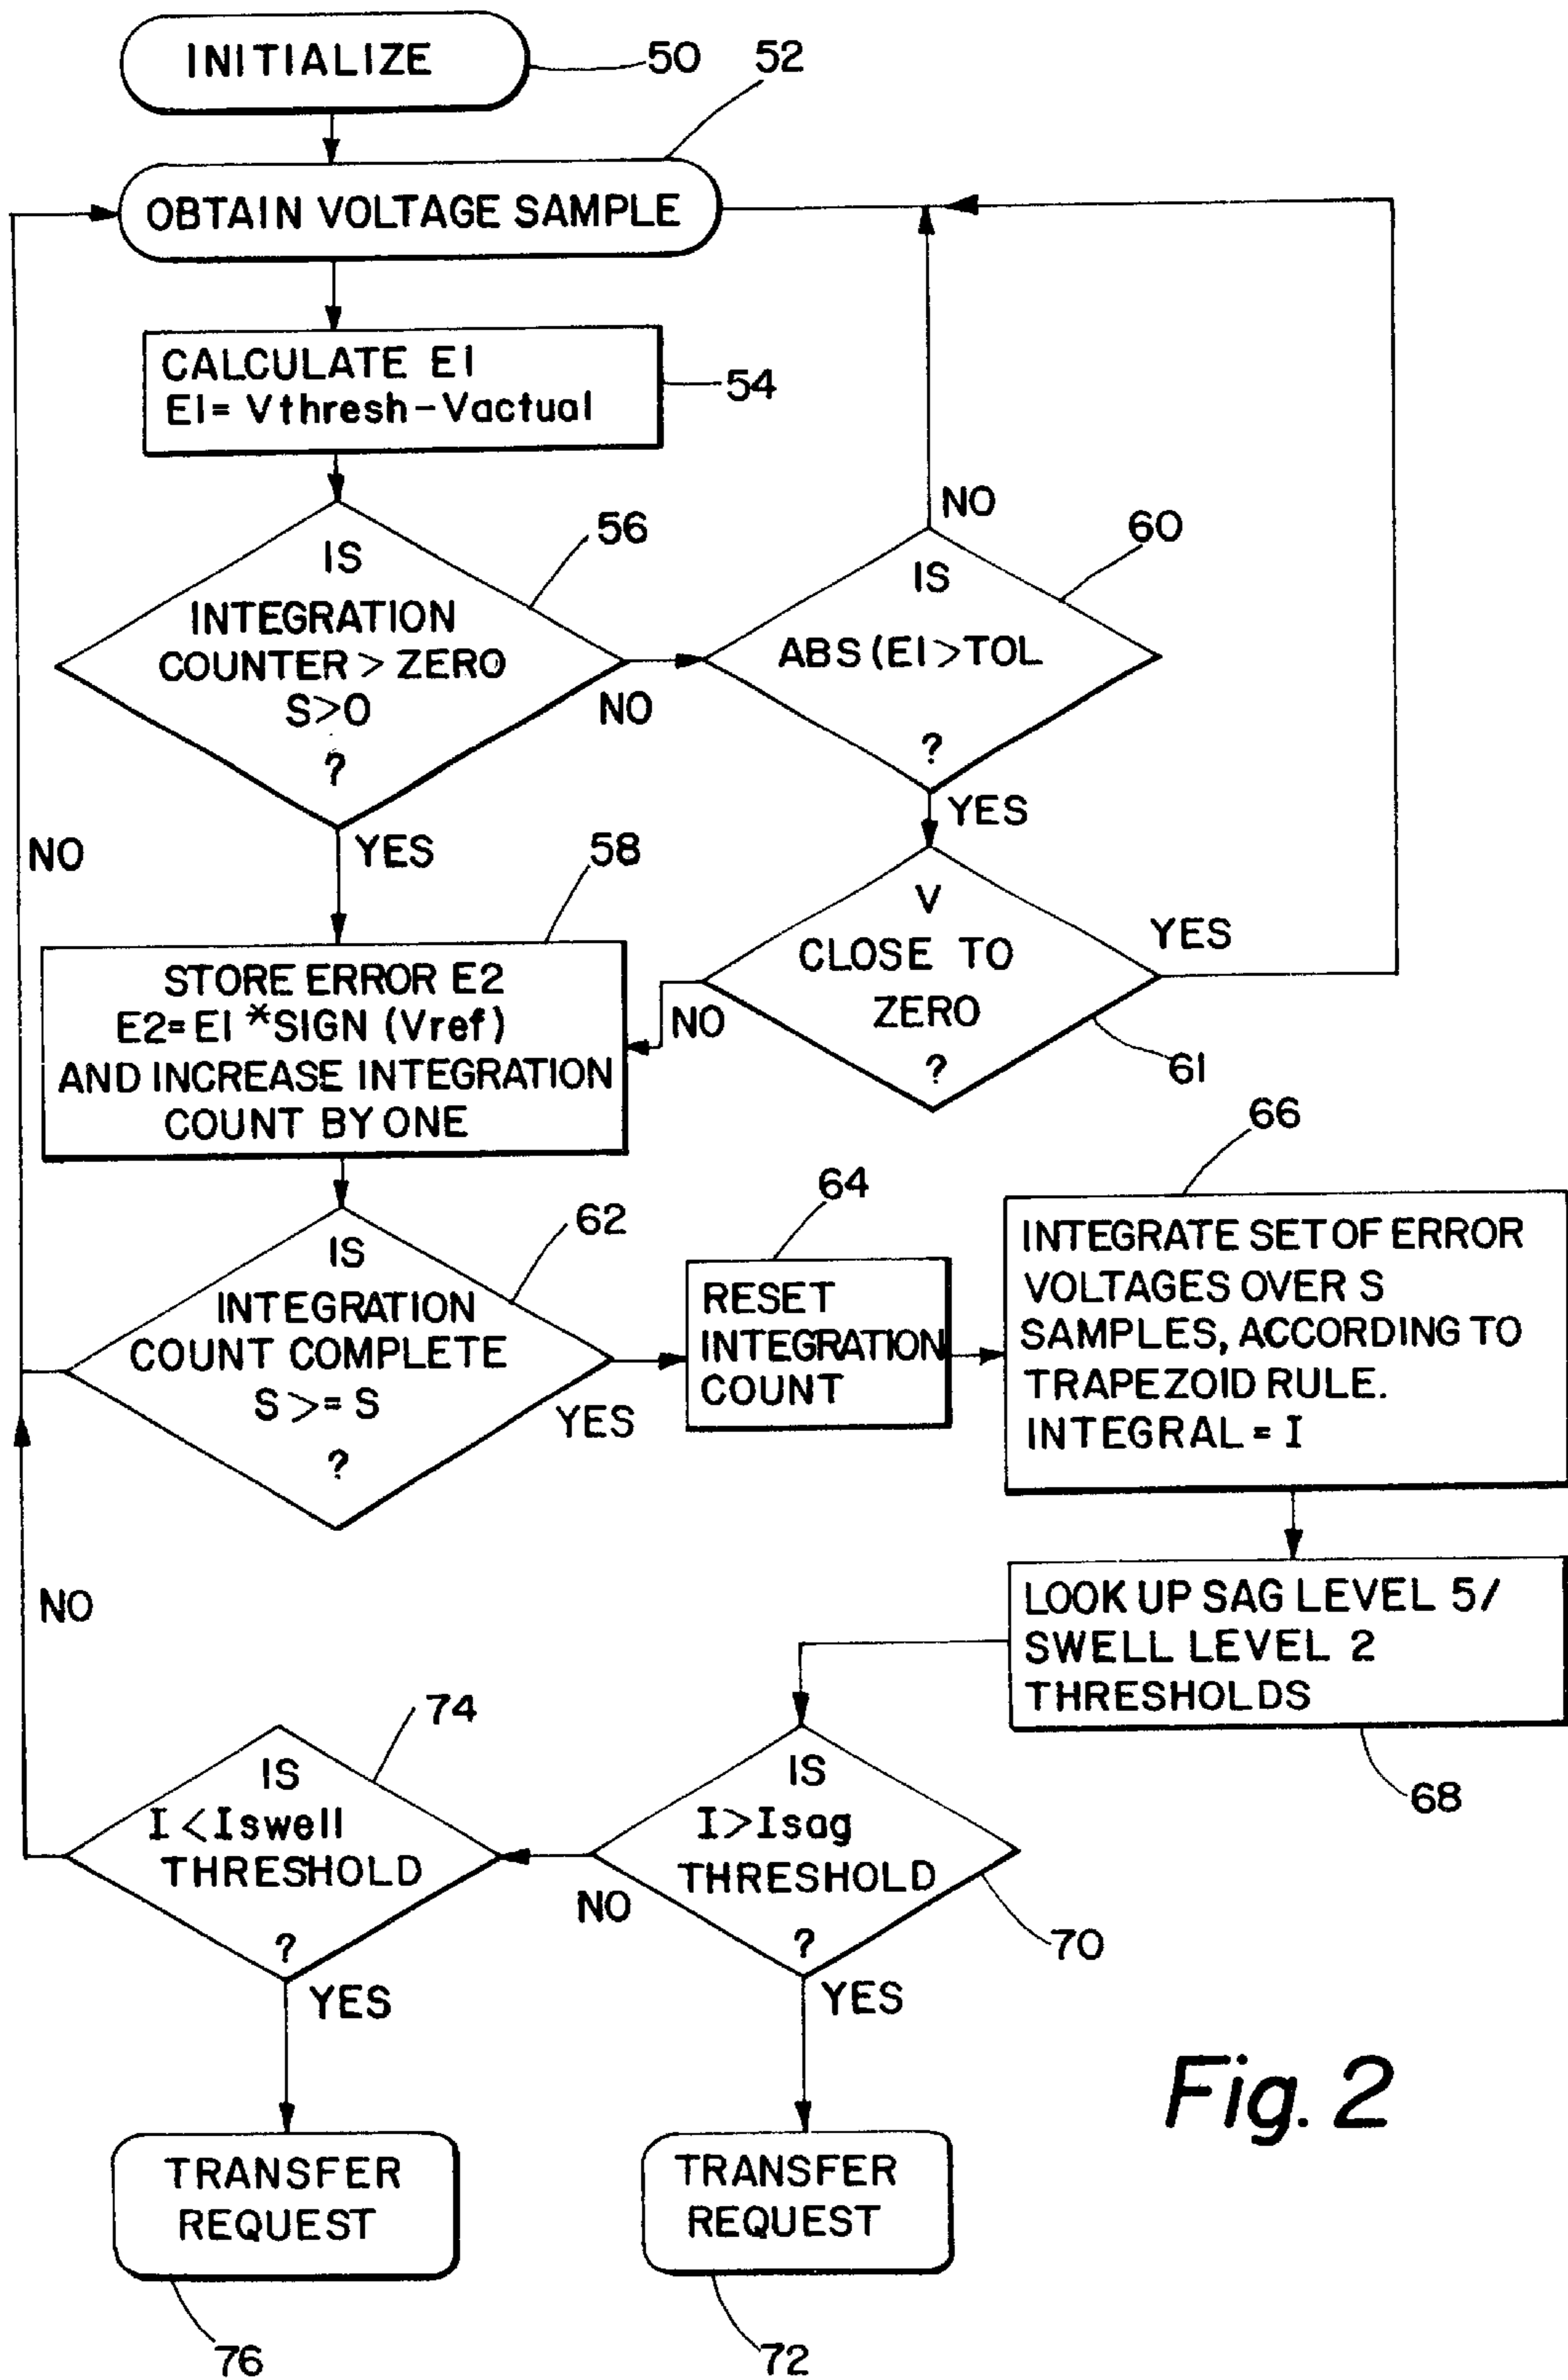 INITIALIZE
50
52
OBTAIN VOLTAGE SAMPLE
CALCULATE E1
E1= Vthresh-Vactual
54
IS
INTEGRATION
COUNTER > ZERO
S>0
?
56
NO
YES
NO
IS
ABS(E1>TOL
?
60
YES
V
CLOSE TO
ZERO
?
YES
NO
61
NO
58
STORE ERROR E2
E2=E1*SIGN (Vref)
AND INCREASE INTEGRATION
COUNT BY ONE
IS
INTEGRATION
COUNT COMPLETE
S >= S
?
62
YES
64
RESET
INTEGRATION
COUNT
66
INTEGRATE SET OF ERROR
VOLTAGES OVER S
SAMPLES, ACCORDING TO
TRAPEZOID RULE.
INTEGRAL = I
LOOK UP SAG LEVEL 5/
SWELL LEVEL 2
THRESHOLDS
68
NO
74
IS
I<Iswell
THRESHOLD
?
YES
IS
I>Isag
THRESHOLD
?
NO
70
YES
TRANSFER
REQUEST
76
TRANSFER
REQUEST
72
Fig. 2